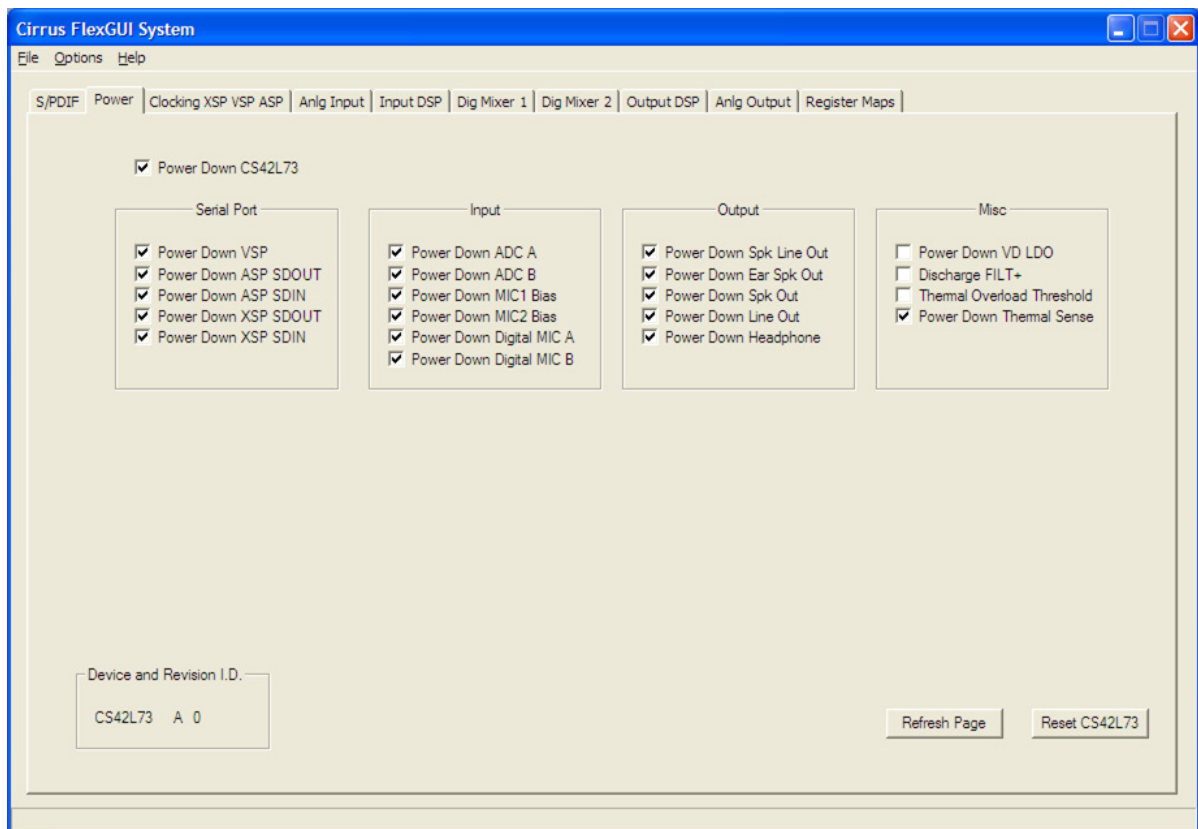 Cirrus FlexGUI System
File Options Help
S/PDIF Power Clocking XSP VSP ASP Anlg Input Input DSP Dig Mixer 1 Dig Mixer 2 Output DSP Anlg Output Register Maps
Power Down CS42L73
Serial Port
Power Down VSP
Power Down ASP SDOUT
Power Down ASP SDIN
Power Down XSP SDOUT
Power Down XSP SDIN
Input
Power Down ADC A
Power Down ADC B
Power Down MIC1 Bias
Power Down MIC2 Bias
Power Down Digital MIC A
Power Down Digital MIC B
Output
Power Down Spk Line Out
Power Down Ear Spk Out
Power Down Spk Out
Power Down Line Out
Power Down Headphone
Misc
Power Down VD LDO
Discharge FILT+
Thermal Overload Threshold
Power Down Thermal Sense
Device and Revision I.D.
CS42L73 A 0
Refresh Page
Reset CS42L73